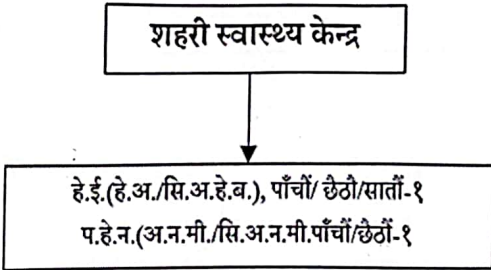 शहरी स्वास्थ्य केन्द्र
हे.ई.(हे.अ./सि.अ.हे.ब.), पाँचौं/ छैठौं/सातौं-१
प.हे.न.(अ.न.मी./सि.अ.न.मी.पाँचौं/छैठौं-१